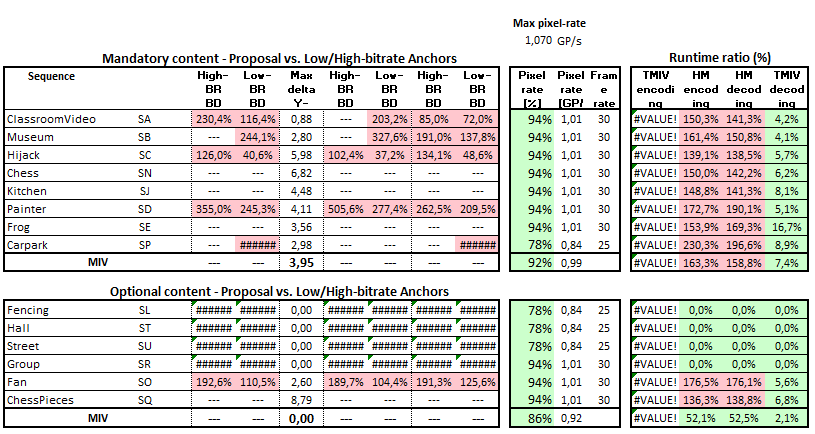 Max pixel-rate
1,070 GP/s
Mandatory content - Proposal vs. Low/High-bitrate Anchors Runtime ratio (%)
Sequence High-BR BD Low-BR BD Max delta Y- High-BR BD Low-BR BD High-BR BD Low-BR BD Pixel rate [%] Pixel rate [GP/ Fram e rate TMIV encodi ng HM encod ing HM decod ing TMIV decod ing
ClassroomVideo SA 230,4% 116,4% 0,88 --- 203,2% 85,0% 72,0% 94% 1,01 30 #VALUE! 150,3% 141,3% 4,2%
Museum SB --- 244,1% 2,80 --- 327,6% 191,0% 137,8% 94% 1,01 30 #VALUE! 161,4% 150,8% 4,1%
Hijack SC 126,0% 40,6% 5,98 102,4% 37,2% 134,1% 48,6% 94% 1,01 30 #VALUE! 139,1% 138,5% 5,7%
Chess SN --- --- 6,82 --- --- --- --- 94% 1,01 30 #VALUE! 150,0% 142,2% 6,2%
Kitchen SJ --- --- 4,48 --- --- --- --- 94% 1,01 30 #VALUE! 148,8% 141,3% 8,1%
Painter SD 355,0% 245,3% 4,11 505,6% 277,4% 262,5% 209,5% 94% 1,01 30 #VALUE! 172,7% 190,1% 5,1%
Frog SE --- --- 3,56 --- --- --- --- 94% 1,01 30 #VALUE! 153,9% 169,3% 16,7%
Carpark SP --- ###### 2,98 --- --- --- ###### 78% 0,84 25 #VALUE! 230,3% 196,6% 8,9%
MIV --- --- 3,95 --- --- --- --- 92% 0,99 #VALUE! 163,3% 158,8% 7,4%
Optional content - Proposal vs. Low/High-bitrate Anchors
Fencing SL ###### ###### 0,00 ###### ###### ###### ###### 78% 0,84 25 #VALUE! 0,0% 0,0% 0,0%
Hall ST ###### ###### 0,00 ###### ###### ###### ###### 78% 0,84 25 #VALUE! 0,0% 0,0% 0,0%
Street SU ###### ###### 0,00 ###### ###### ###### ###### 78% 0,84 25 #VALUE! 0,0% 0,0% 0,0%
Group SR ###### ###### 0,00 ###### ###### ###### ###### 94% 1,01 30 #VALUE! 0,0% 0,0% 0,0%
Fan SO 192,6% 110,5% 2,60 189,7% 104,4% 191,3% 125,6% 94% 1,01 30 #VALUE! 176,5% 176,1% 5,6%
ChessPieces SQ --- --- 8,79 --- --- --- --- 94% 1,01 30 #VALUE! 136,3% 138,8% 6,8%
MIV --- --- 0,00 --- --- --- --- 86% 0,92 #VALUE! 52,1% 52,5% 2,1%